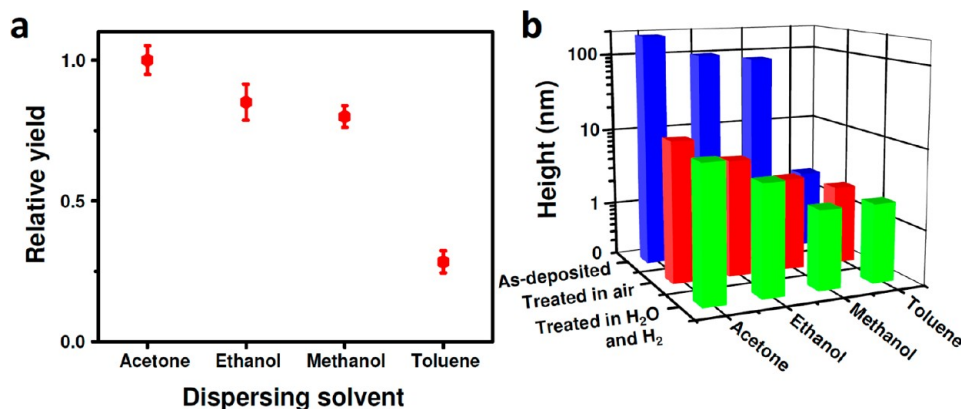 a
1.0
0.5
0.0
Relative yield
Acetone Ethanol Methanol Toluene
Dispersing solvent
b
100
10
1
0
Height (nm)
As-deposited
Treated in air
Treated in H₂O
and H₂
Acetone
Ethanol
Methanol
Toluene